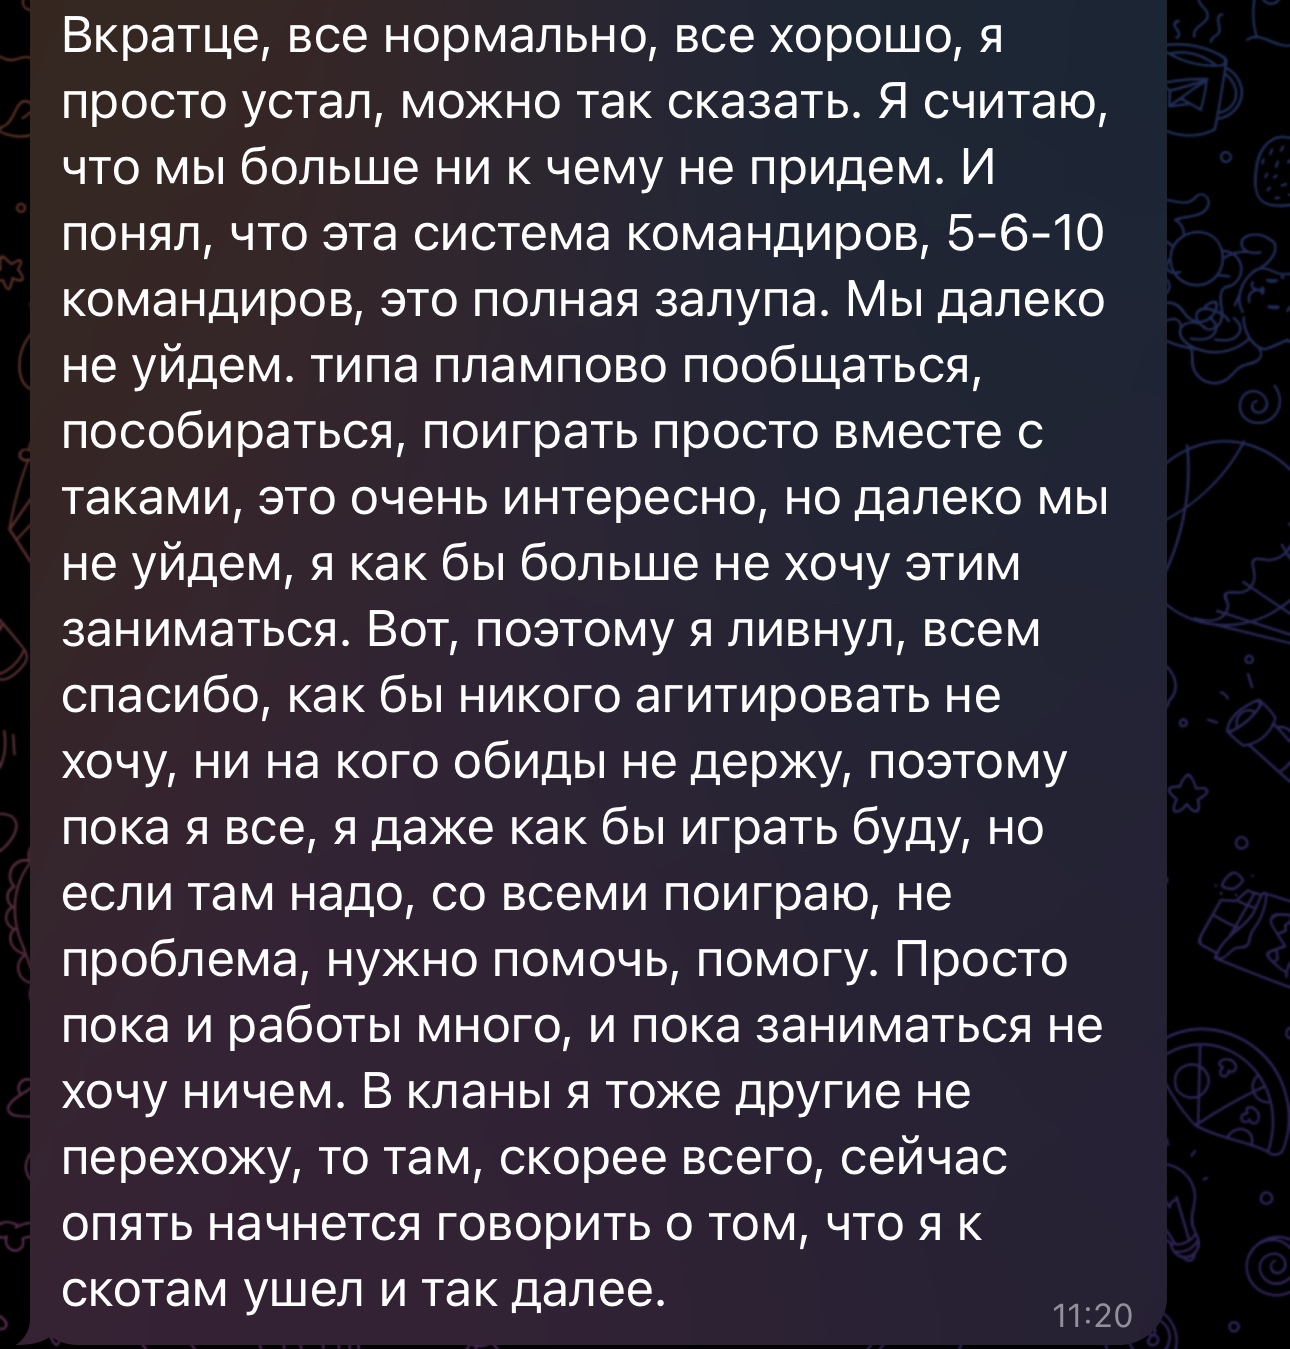 Вкратце, все нормально, все хорошо, я
просто устал, можно так сказать. Я считаю,
что мы больше ни к чему не придем. И
понял, что эта система командиров, 5-6-10
командиров, это полная залупа. Мы далеко
не уйдем. типа плампово пообщаться,
пособираться, поиграть просто вместе с
таками, это очень интересно, но далеко мы
не уйдем, я как бы больше не хочу этим
заниматься. Вот, поэтому я ливнул, всем
спасибо, как бы никого агитировать не
хочу, ни на кого обиды не держу, поэтому
пока я все, я даже как бы играть буду, но
если там надо, со всеми поиграю, не
проблема, нужно помочь, помогу. Просто
пока и работы много, и пока заниматься не
хочу ничем. В кланы я тоже другие не
перехожу, то там, скорее всего, сейчас
опять начнется говорить о том, что я к
скотам ушел и так далее.
11:20